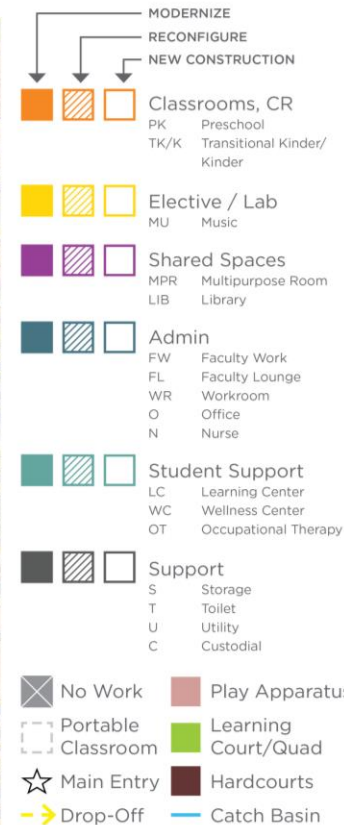 MODERNIZE
RECONFIGURE
NEW CONSTRUCTION
Classrooms, CR
PK Preschool
TK/K Transitional Kinder/
Kinder
Elective / Lab
MU Music
Shared Spaces
MPR Multipurpose Room
LIB Library
Admin
FW Faculty Work
FL Faculty Lounge
WR Workroom
O Office
N Nurse
Student Support
LC Learning Center
WC Wellness Center
OT Occupational Therapy
Support
S Storage
T Toilet
U Utility
C Custodial
No Work Play Apparatus
Portable Learning
Classroom Court/Quad
Main Entry Hardcourts
Drop-Off Catch Basin